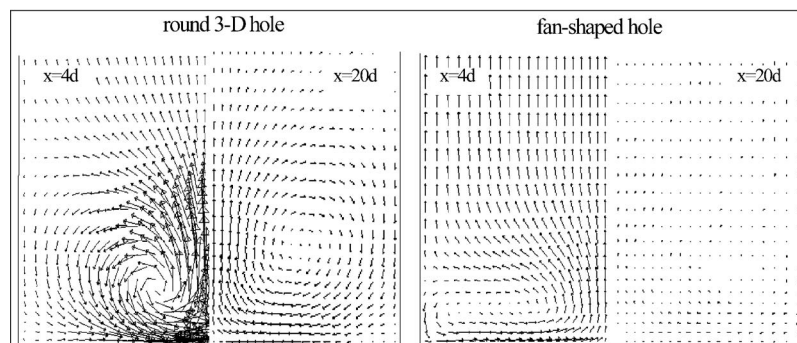 round 3-D hole
fan-shaped hole
x=4d
x=20d
x=4d
x=20d